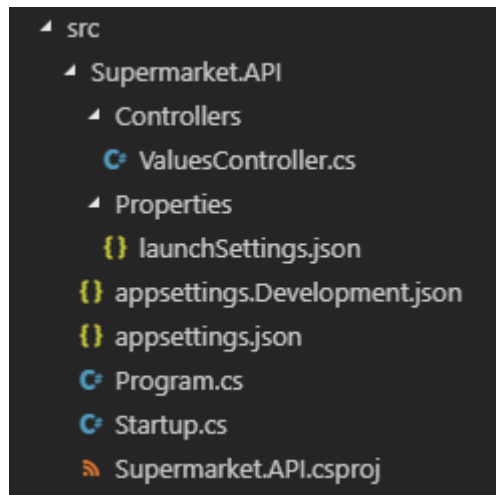 src
Supermarket.API
Controllers
ValuesController.cs
Properties
launchSettings.json
appsettings.Development.json
appsettings.json
Program.cs
Startup.cs
Supermarket.API.csproj